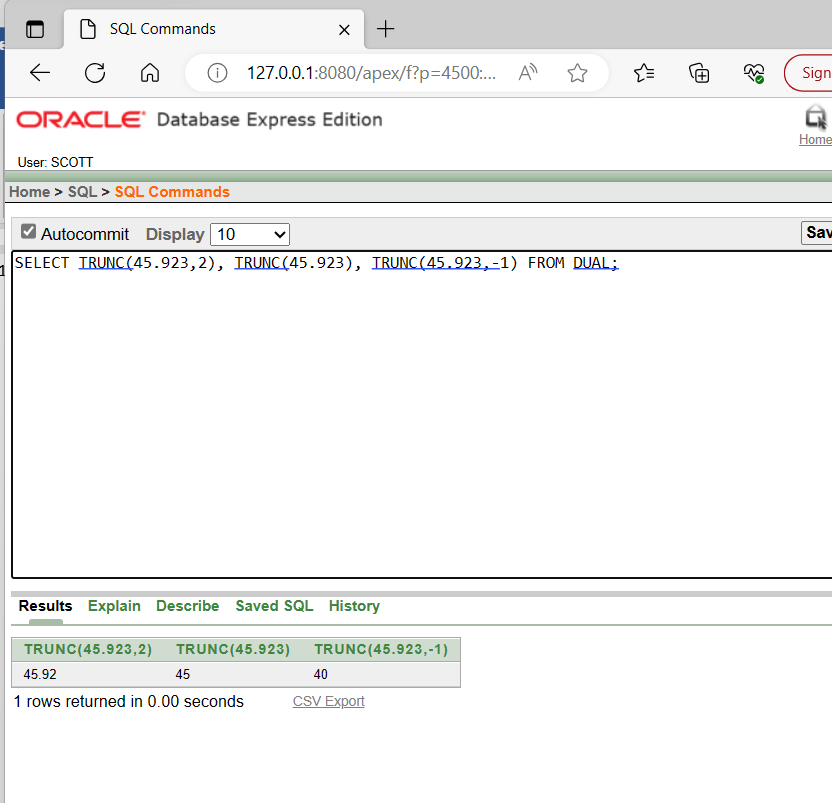 SQL Commands
127.0.0.1:8080/apex/f?p=4500:...
Sign
ORACLE Database Express Edition
Home
User: SCOTT
Home > SQL > SQL Commands
Autocommit Display 10 Sav
SELECT TRUNC(45.923,2), TRUNC(45.923), TRUNC(45.923,-1) FROM DUAL;
Results Explain Describe Saved SQL History
TRUNC(45.923,2) TRUNC(45.923) TRUNC(45.923,-1)
45.92 45 40
1 rows returned in 0.00 seconds CSV Export